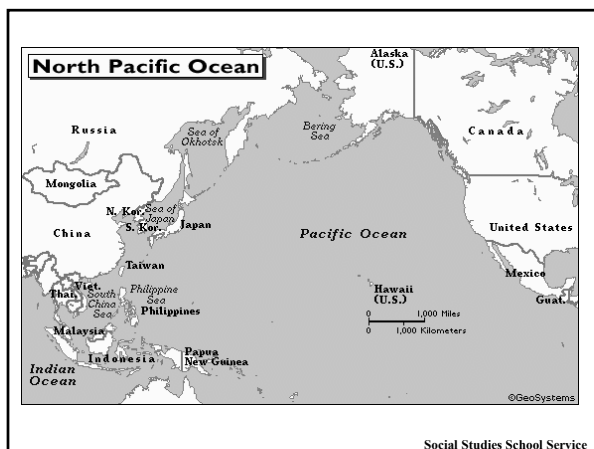 North Pacific Ocean
Alaska
(U.S.)
Russia
Sea of
Okhotsk
Bering
Sea
Canada
Mongolia
N. Kor.
Sea of
Japan
S. Kor.
Japan
China
Pacific Ocean
United States
Taiwan
Mexico
Viet.
Thai.
South
China
Sea
Philippine
Sea
Philippines
Hawaii
(U.S.)
Guat.
1,000 Miles
1,000 Kilometers
Malaysia
Indonesia
Papua
New Guinea
Indian
Ocean
©GeoSystems
Social Studies School Service